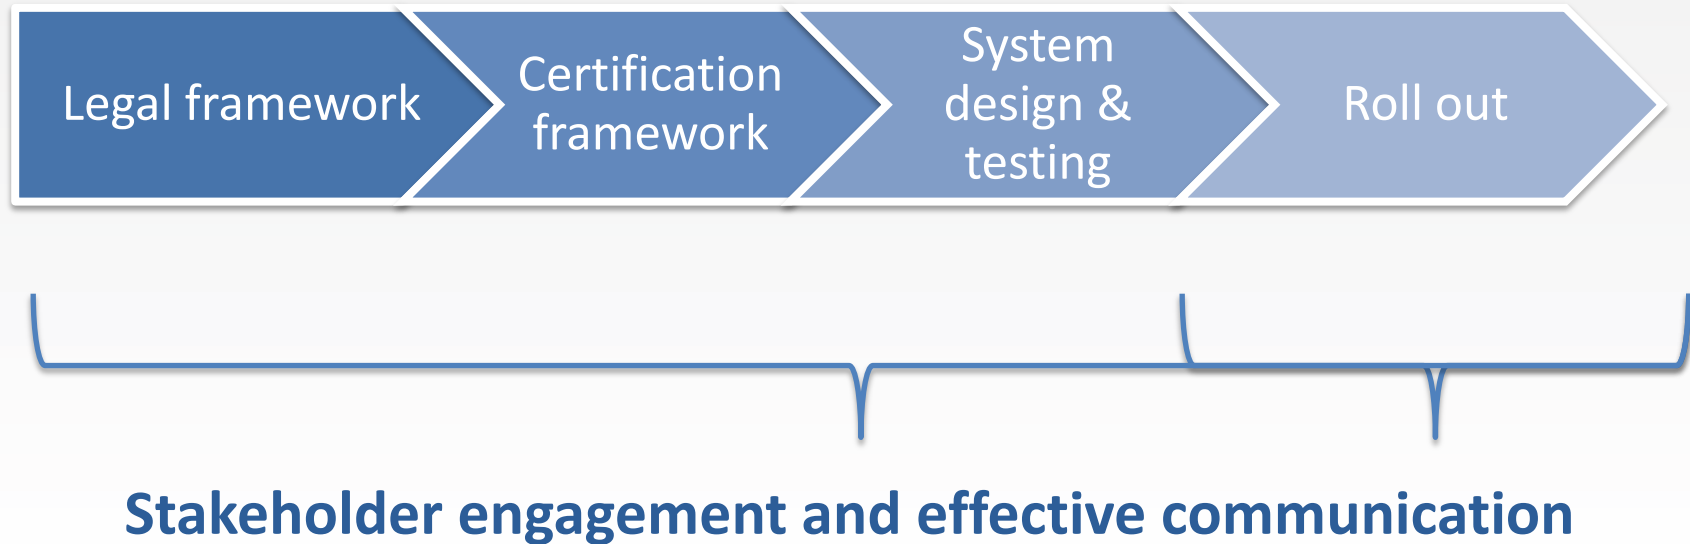 Legal framework
Certification
framework
System
design &
testing
Roll out
Stakeholder engagement and effective communication